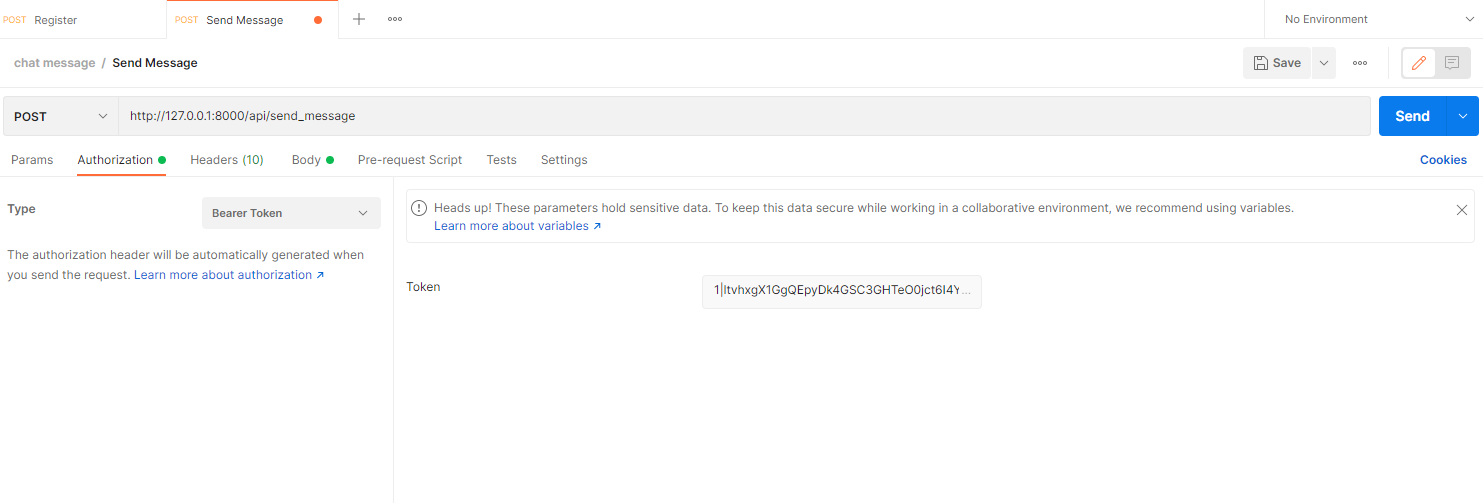 POST Register
POST Send Message
No Environment
chat message / Send Message
Save
POST
http://127.0.0.1:8000/api/send_message
Send
Params Authorization Headers (10) Body Pre-request Script Tests Settings
Cookies
Type
Bearer Token
The authorization header will be automatically generated when
you send the request. Learn more about authorization ↗
Heads up! These parameters hold sensitive data. To keep this data secure while working in a collaborative environment, we recommend using variables.
Learn more about variables ↗
Token
1|ltvhxgX1GgQEpyDk4GSC3GHTeO0jct6I4Y...